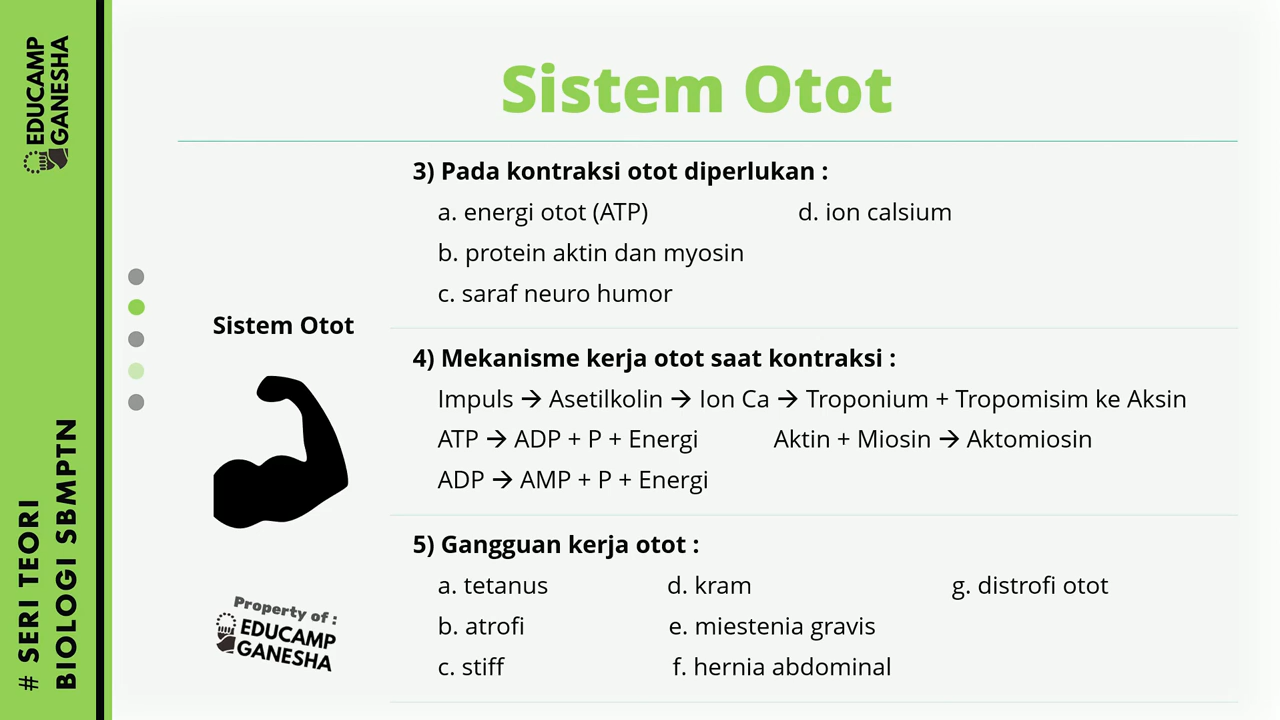 EDUCAMP
GANESHA
# SERI TEORI
BIOLOGI SBMPTN
Sistem Otot
Sistem Otot
Property of :
EDUCAMP
GANESHA
3) Pada kontraksi otot diperlukan :
a. energi otot (ATP) d. ion calsium
b. protein aktin dan myosin
c. saraf neuro humor
4) Mekanisme kerja otot saat kontraksi :
Impuls → Asetilkolin → Ion Ca → Troponium + Tropomisim ke Aksin
ATP → ADP + P + Energi Aktin + Miosin → Aktomiosin
ADP → AMP + P + Energi
5) Gangguan kerja otot :
a. tetanus d. kram g. distrofi otot
b. atrofi e. miestenia gravis
c. stiff f. hernia abdominal